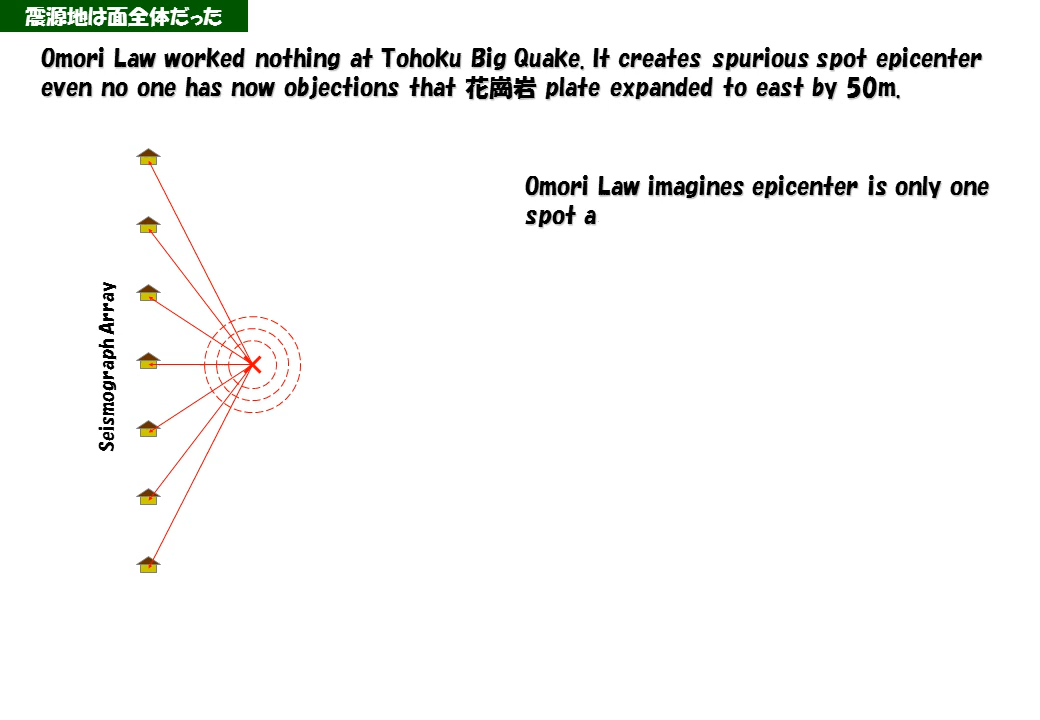 震源地は面全体だった
Omori Law worked nothing at Tohoku Big Quake. It creates spurious spot epicenter
even no one has now objections that 花崗岩 plate expanded to east by 50m.
Omori Law imagines epicenter is only one
spot a
Seismograph Array